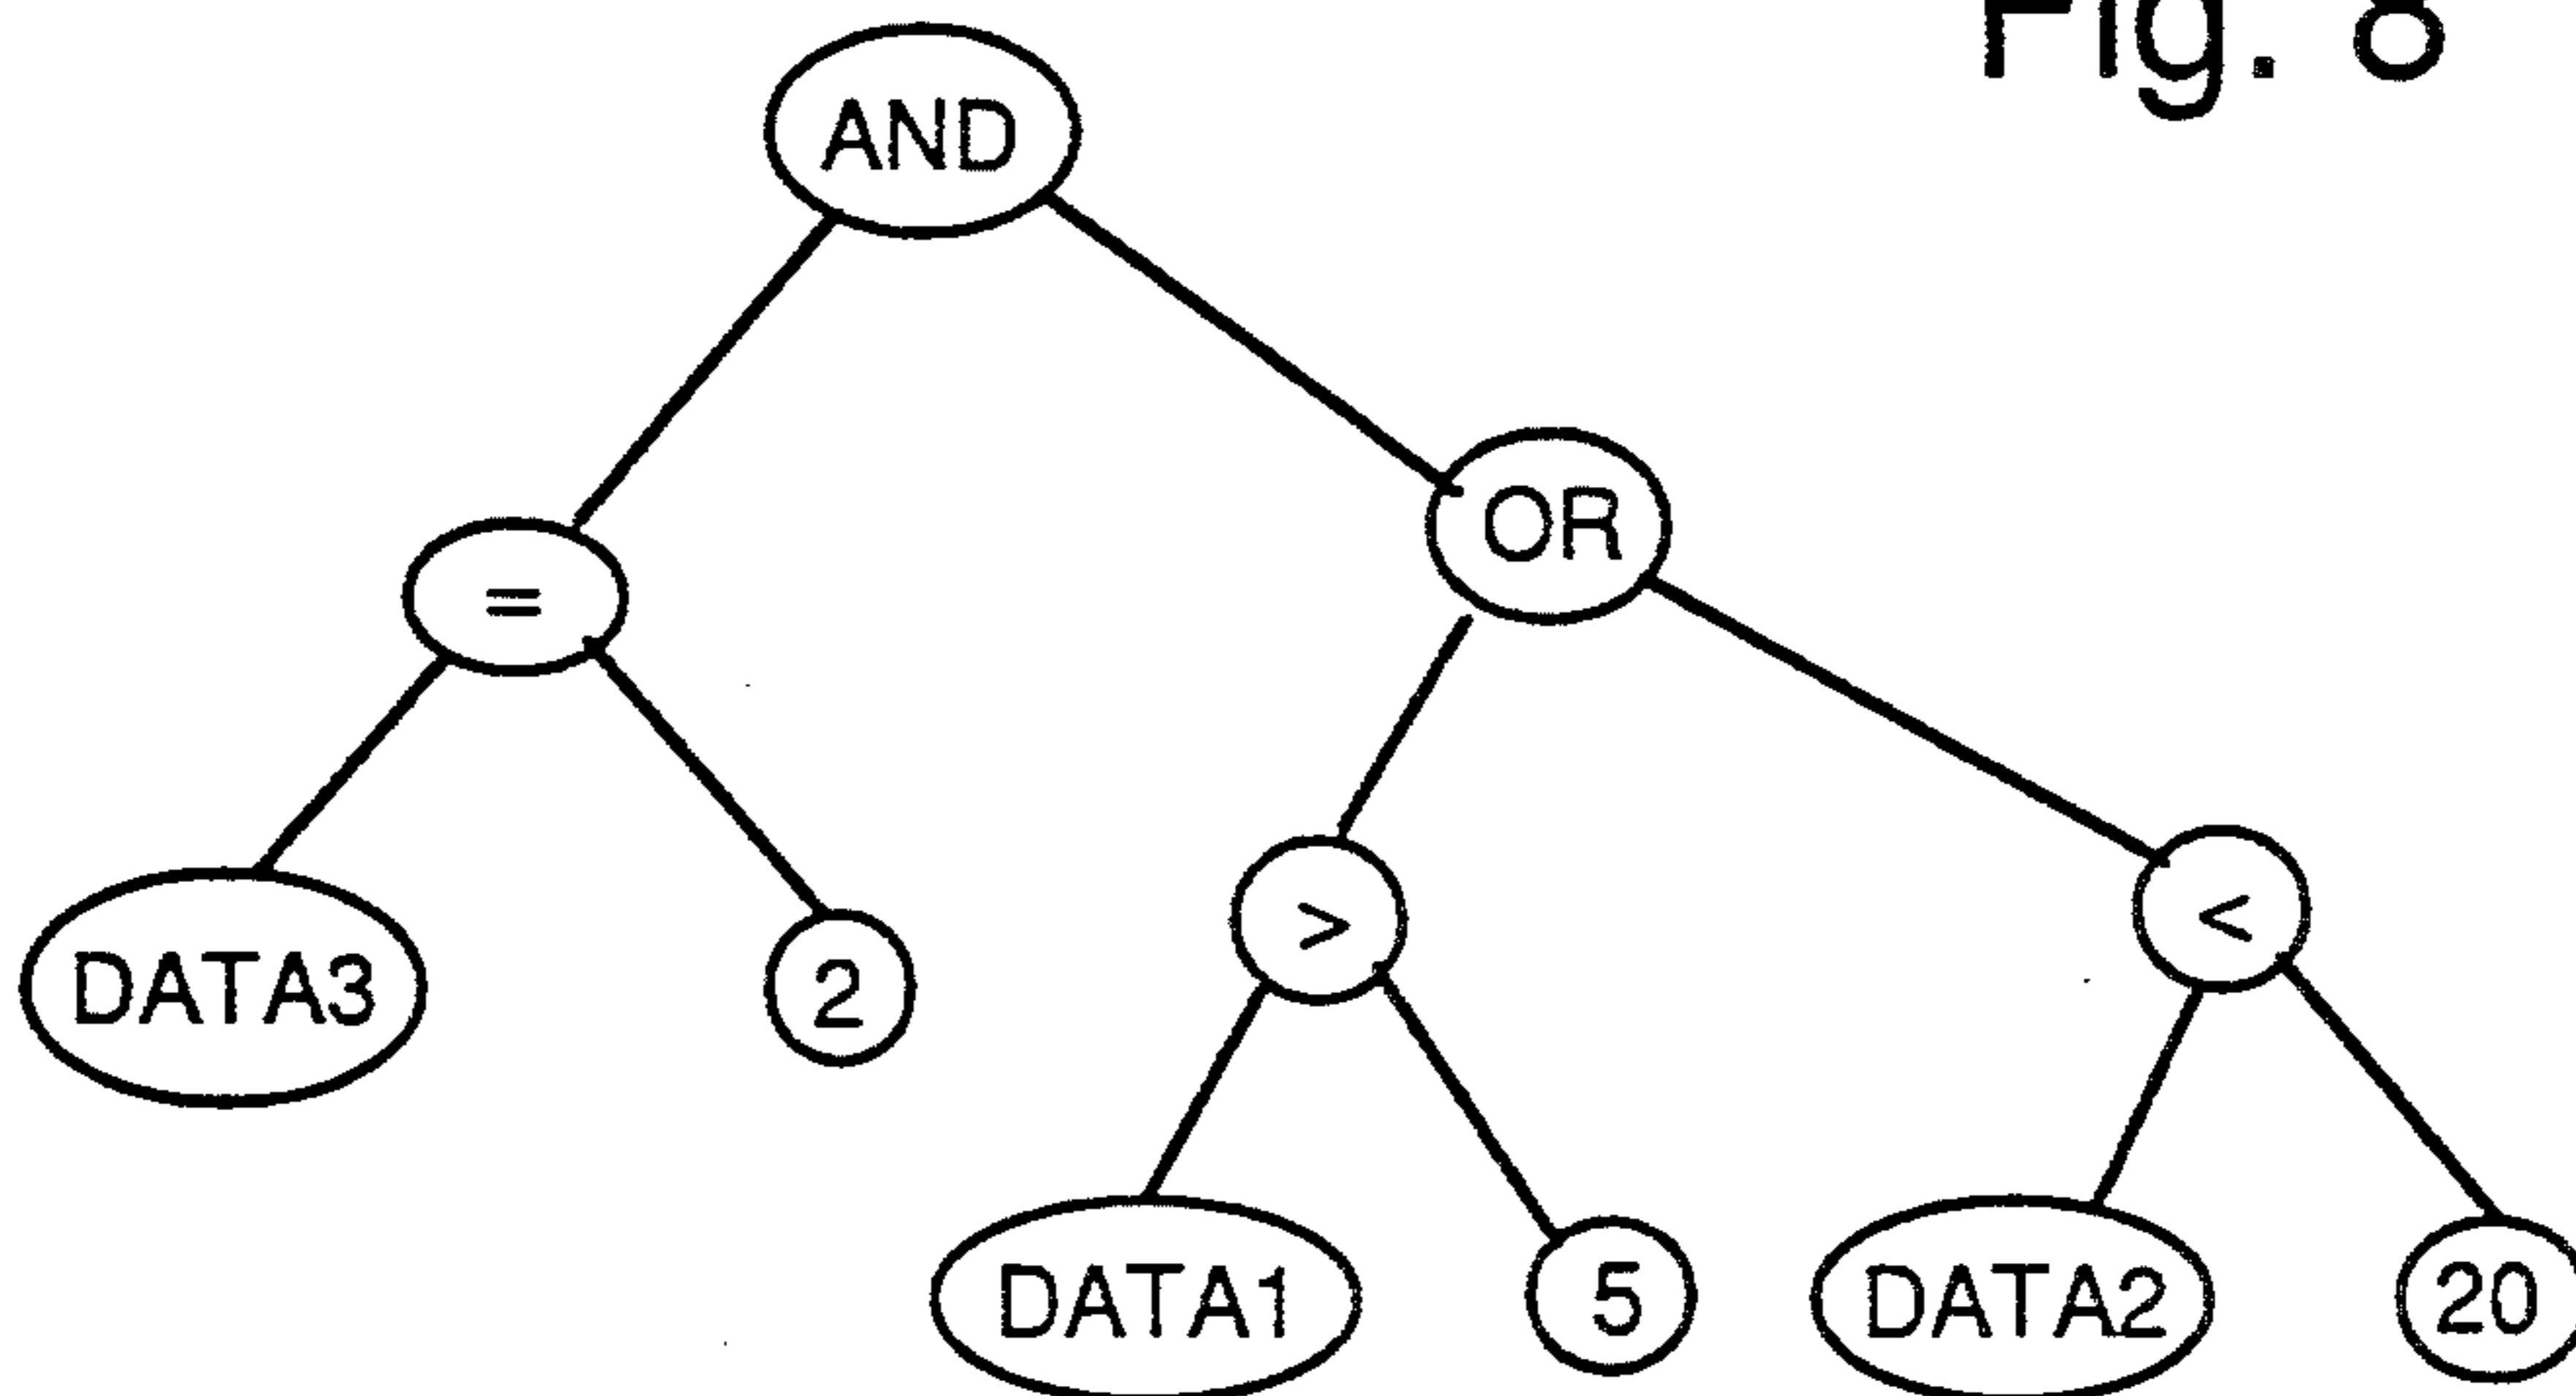 Fig. 8
AND
OR
=
>
<
DATA3
2
DATA1
5
DATA2
20